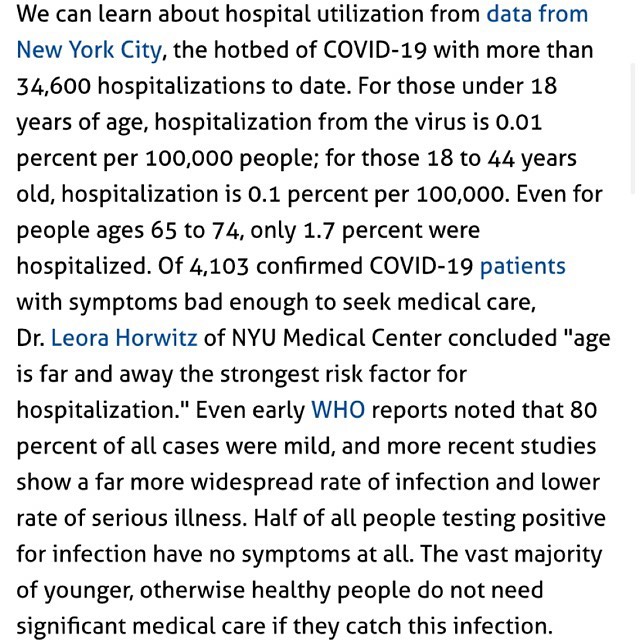 We can learn about hospital utilization from data from
New York City, the hotbed of COVID-19 with more than
34,600 hospitalizations to date. For those under 18
years of age, hospitalization from the virus is 0.01
percent per 100,000 people; for those 18 to 44 years
old, hospitalization is 0.1 percent per 100,000. Even for
people ages 65 to 74, only 1.7 percent were
hospitalized. Of 4,103 confirmed COVID-19 patients
with symptoms bad enough to seek medical care,
Dr. Leora Horwitz of NYU Medical Center concluded "age
is far and away the strongest risk factor for
hospitalization." Even early WHO reports noted that 80
percent of all cases were mild, and more recent studies
show a far more widespread rate of infection and lower
rate of serious illness. Half of all people testing positive
for infection have no symptoms at all. The vast majority
of younger, otherwise healthy people do not need
significant medical care if they catch this infection.